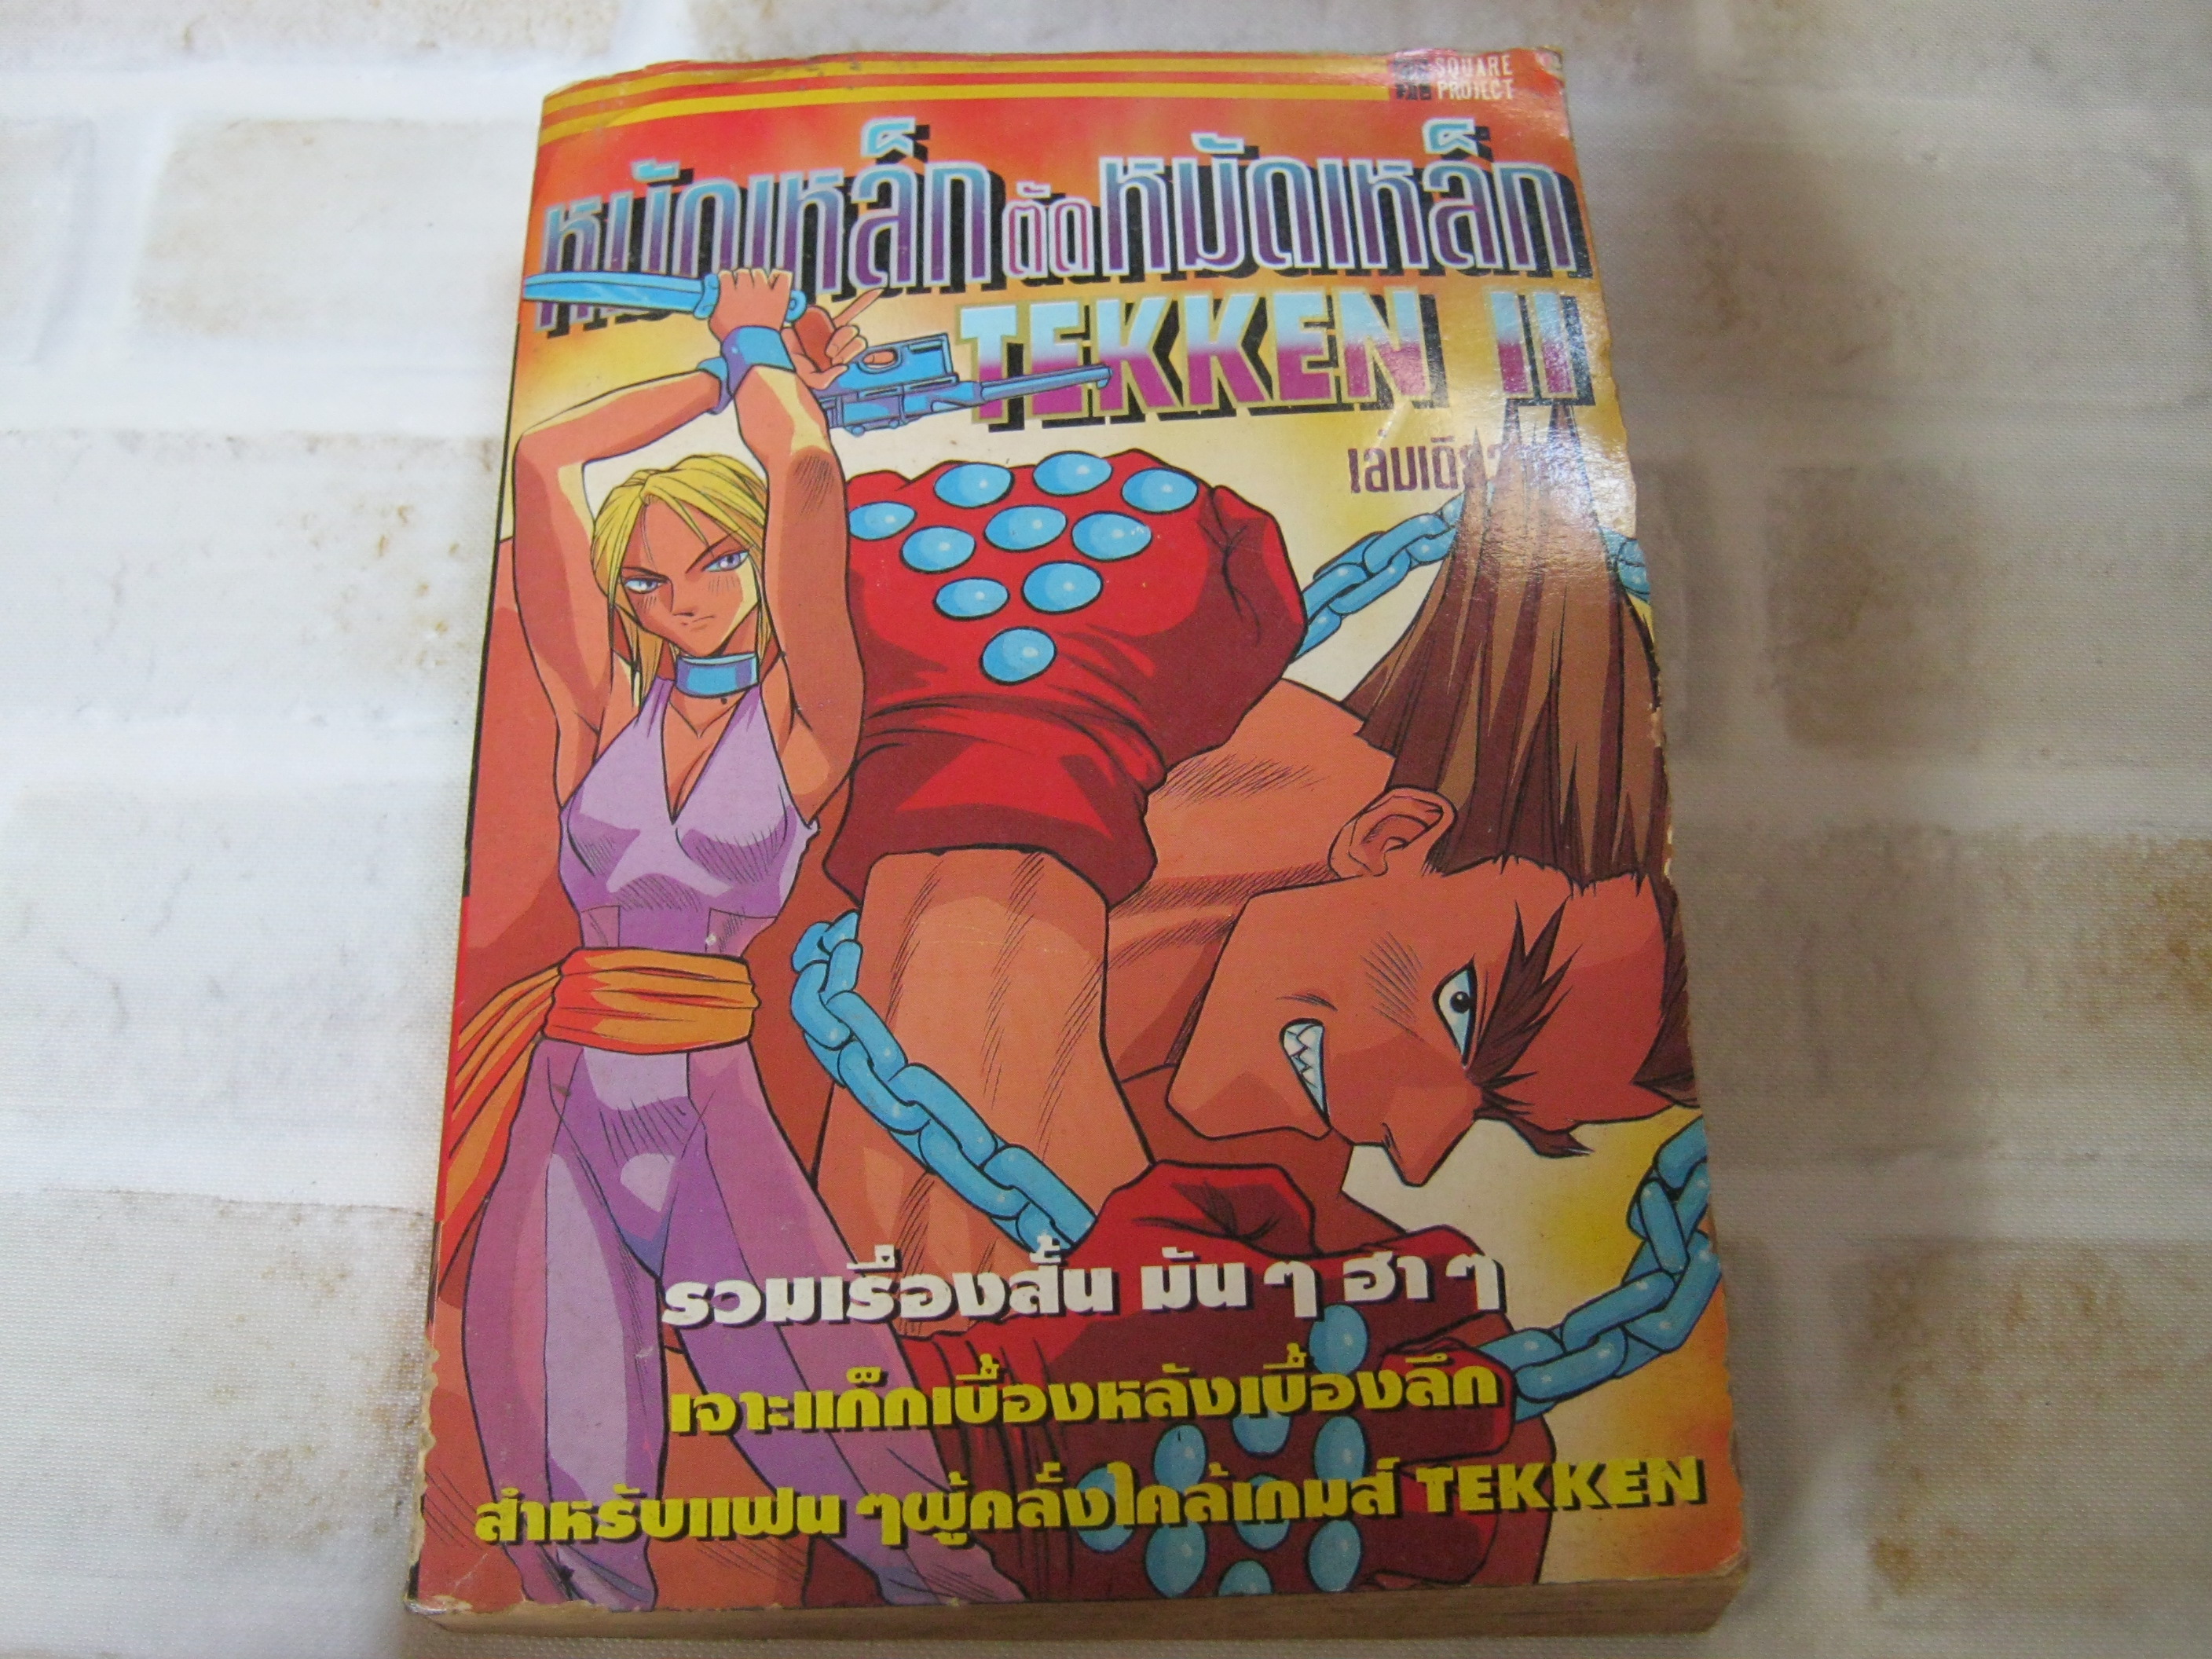 SQUARE
PROJECT
หมัดเหล็ก ตัด หมัดเหล็ก
TEKKEN II
รวมเรื่องสั้น มัน ๆ ฮา ๆ
เจาะแก็กเบื้องหลังเบื้องลึก
สำหรับแฟน ๆผู้คลั่งใคล้เกมส์ TEKKEN